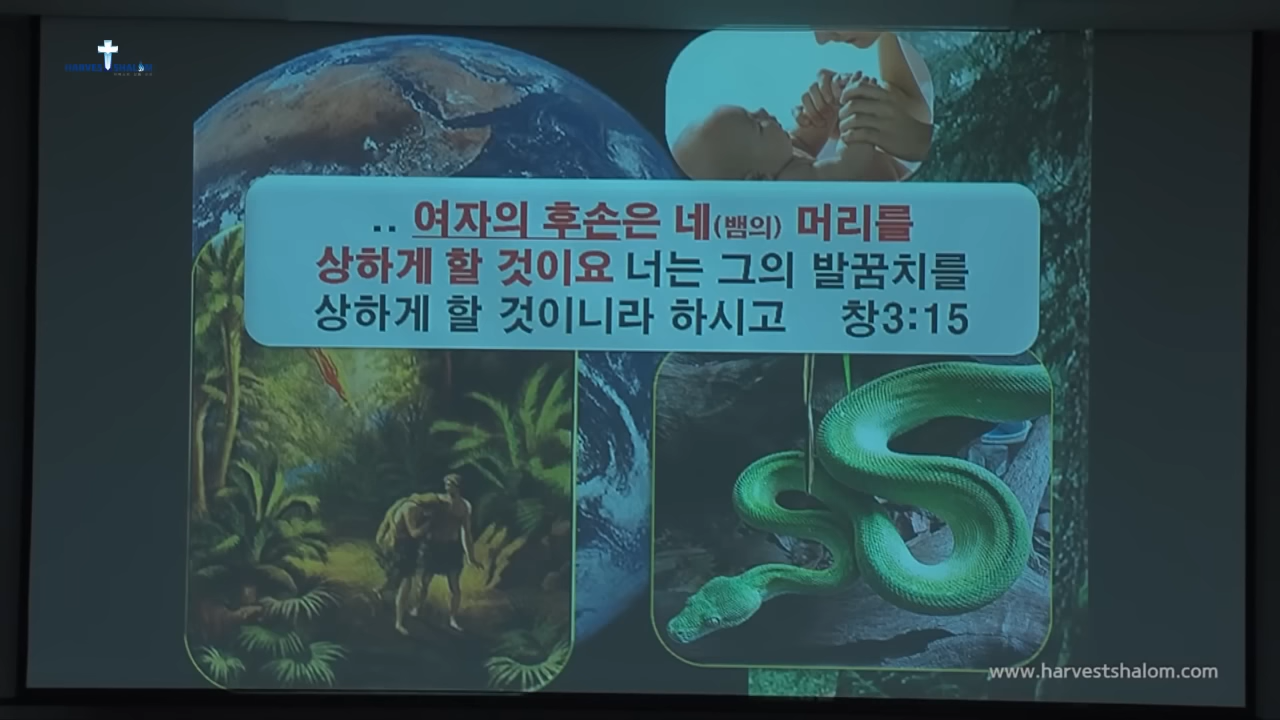 HARVEST SHALOM
.. 여자의 후손은 네(뱀의) 머리를
상하게 할 것이요 너는 그의 발꿈치를
상하게 할 것이니라 하시고 창3:15
www.harvestshalom.com